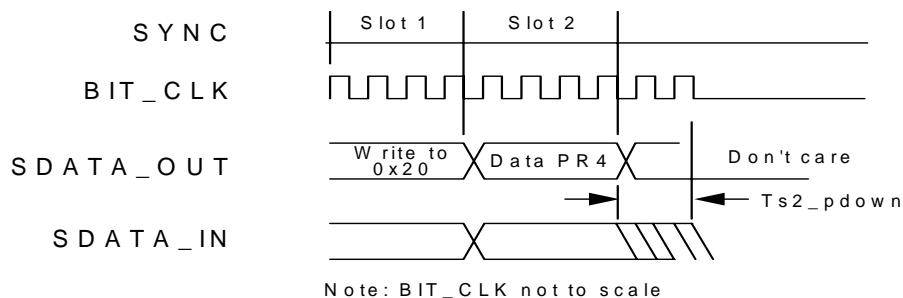 Slot 1 Slot 2
SYNC
BIT_CLK
SDATA_OUT Write to 0x20 Data PR4 Don't care
Ts2_pdown
SDATA_IN
Note: BIT_CLK not to scale